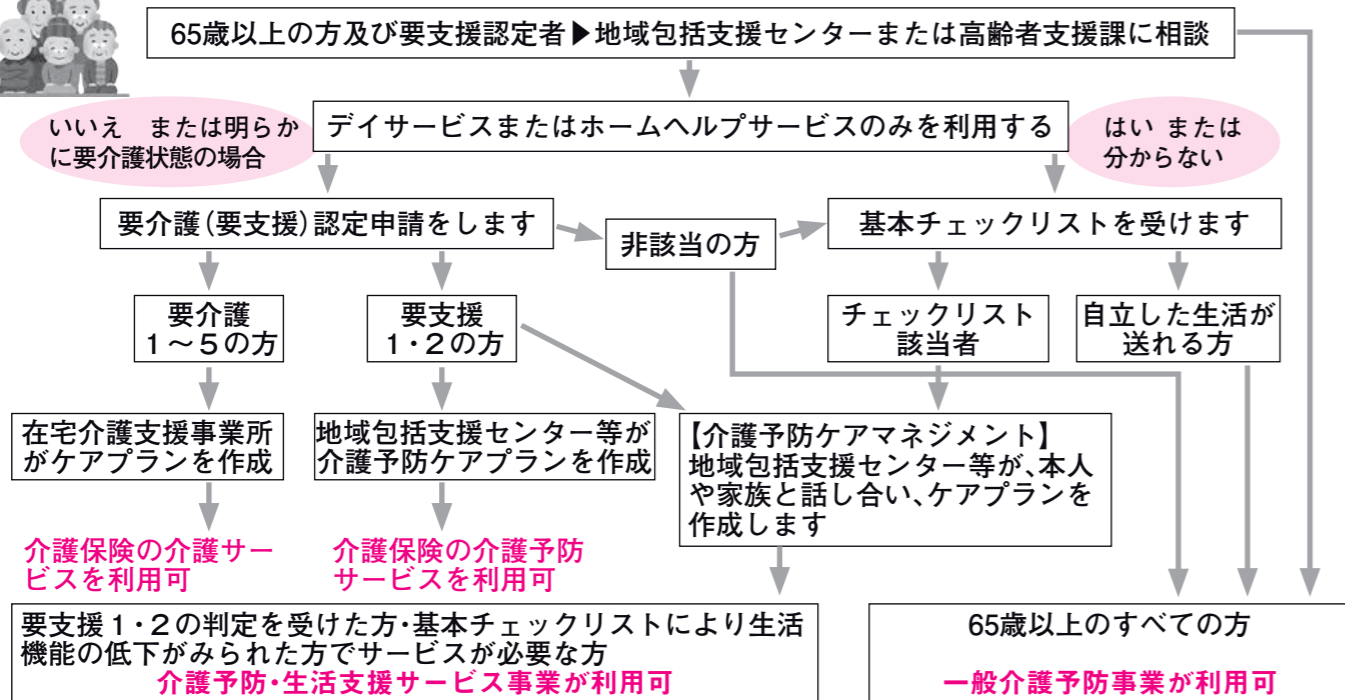 65歳以上の方及び要支援認定者▶地域包括支援センターまたは高齢者支援課に相談
いいえ　または明らか
に要介護状態の場合
デイサービスまたはホームヘルプサービスのみを利用する
はい または
分からない
要介護(要支援)認定申請をします
非該当の方
基本チェックリストを受けます
要介護
1～5の方
要支援
1・2の方
チェックリスト
該当者
自立した生活が
送れる方
在宅介護支援事業所
がケアプランを作成
地域包括支援センター等が
介護予防ケアプランを作成
【介護予防ケアマネジメント】
地域包括支援センター等が、本人
や家族と話し合い、ケアプランを
作成します
介護保険の介護サー
ビスを利用可
介護保険の介護予防
サービスを利用可
要支援1・2の判定を受けた方・基本チェックリストにより生活
機能の低下がみられた方でサービスが必要な方
介護予防・生活支援サービス事業が利用可
65歳以上のすべての方
一般介護予防事業が利用可